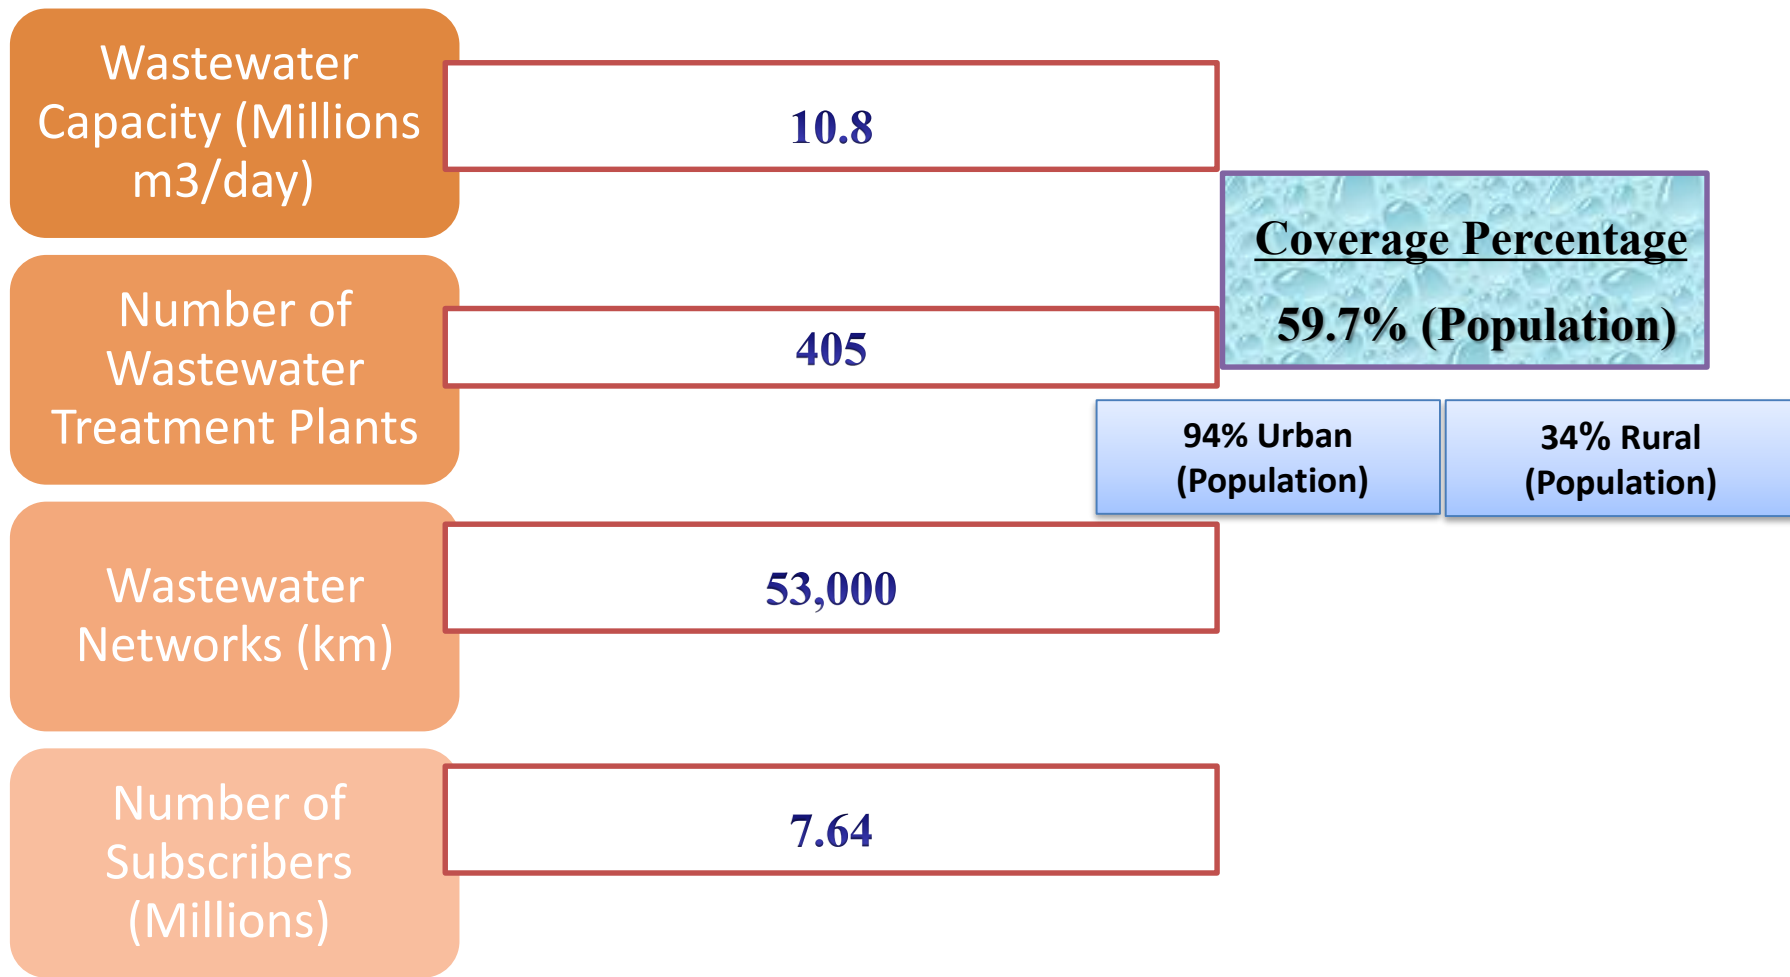 Wastewater
Capacity (Millions
m3/day)
10.8
Coverage Percentage
59.7% (Population)
Number of
Wastewater
Treatment Plants
405
94% Urban
(Population)
34% Rural
(Population)
Wastewater
Networks (km)
53,000
Number of
Subscribers
(Millions)
7.64